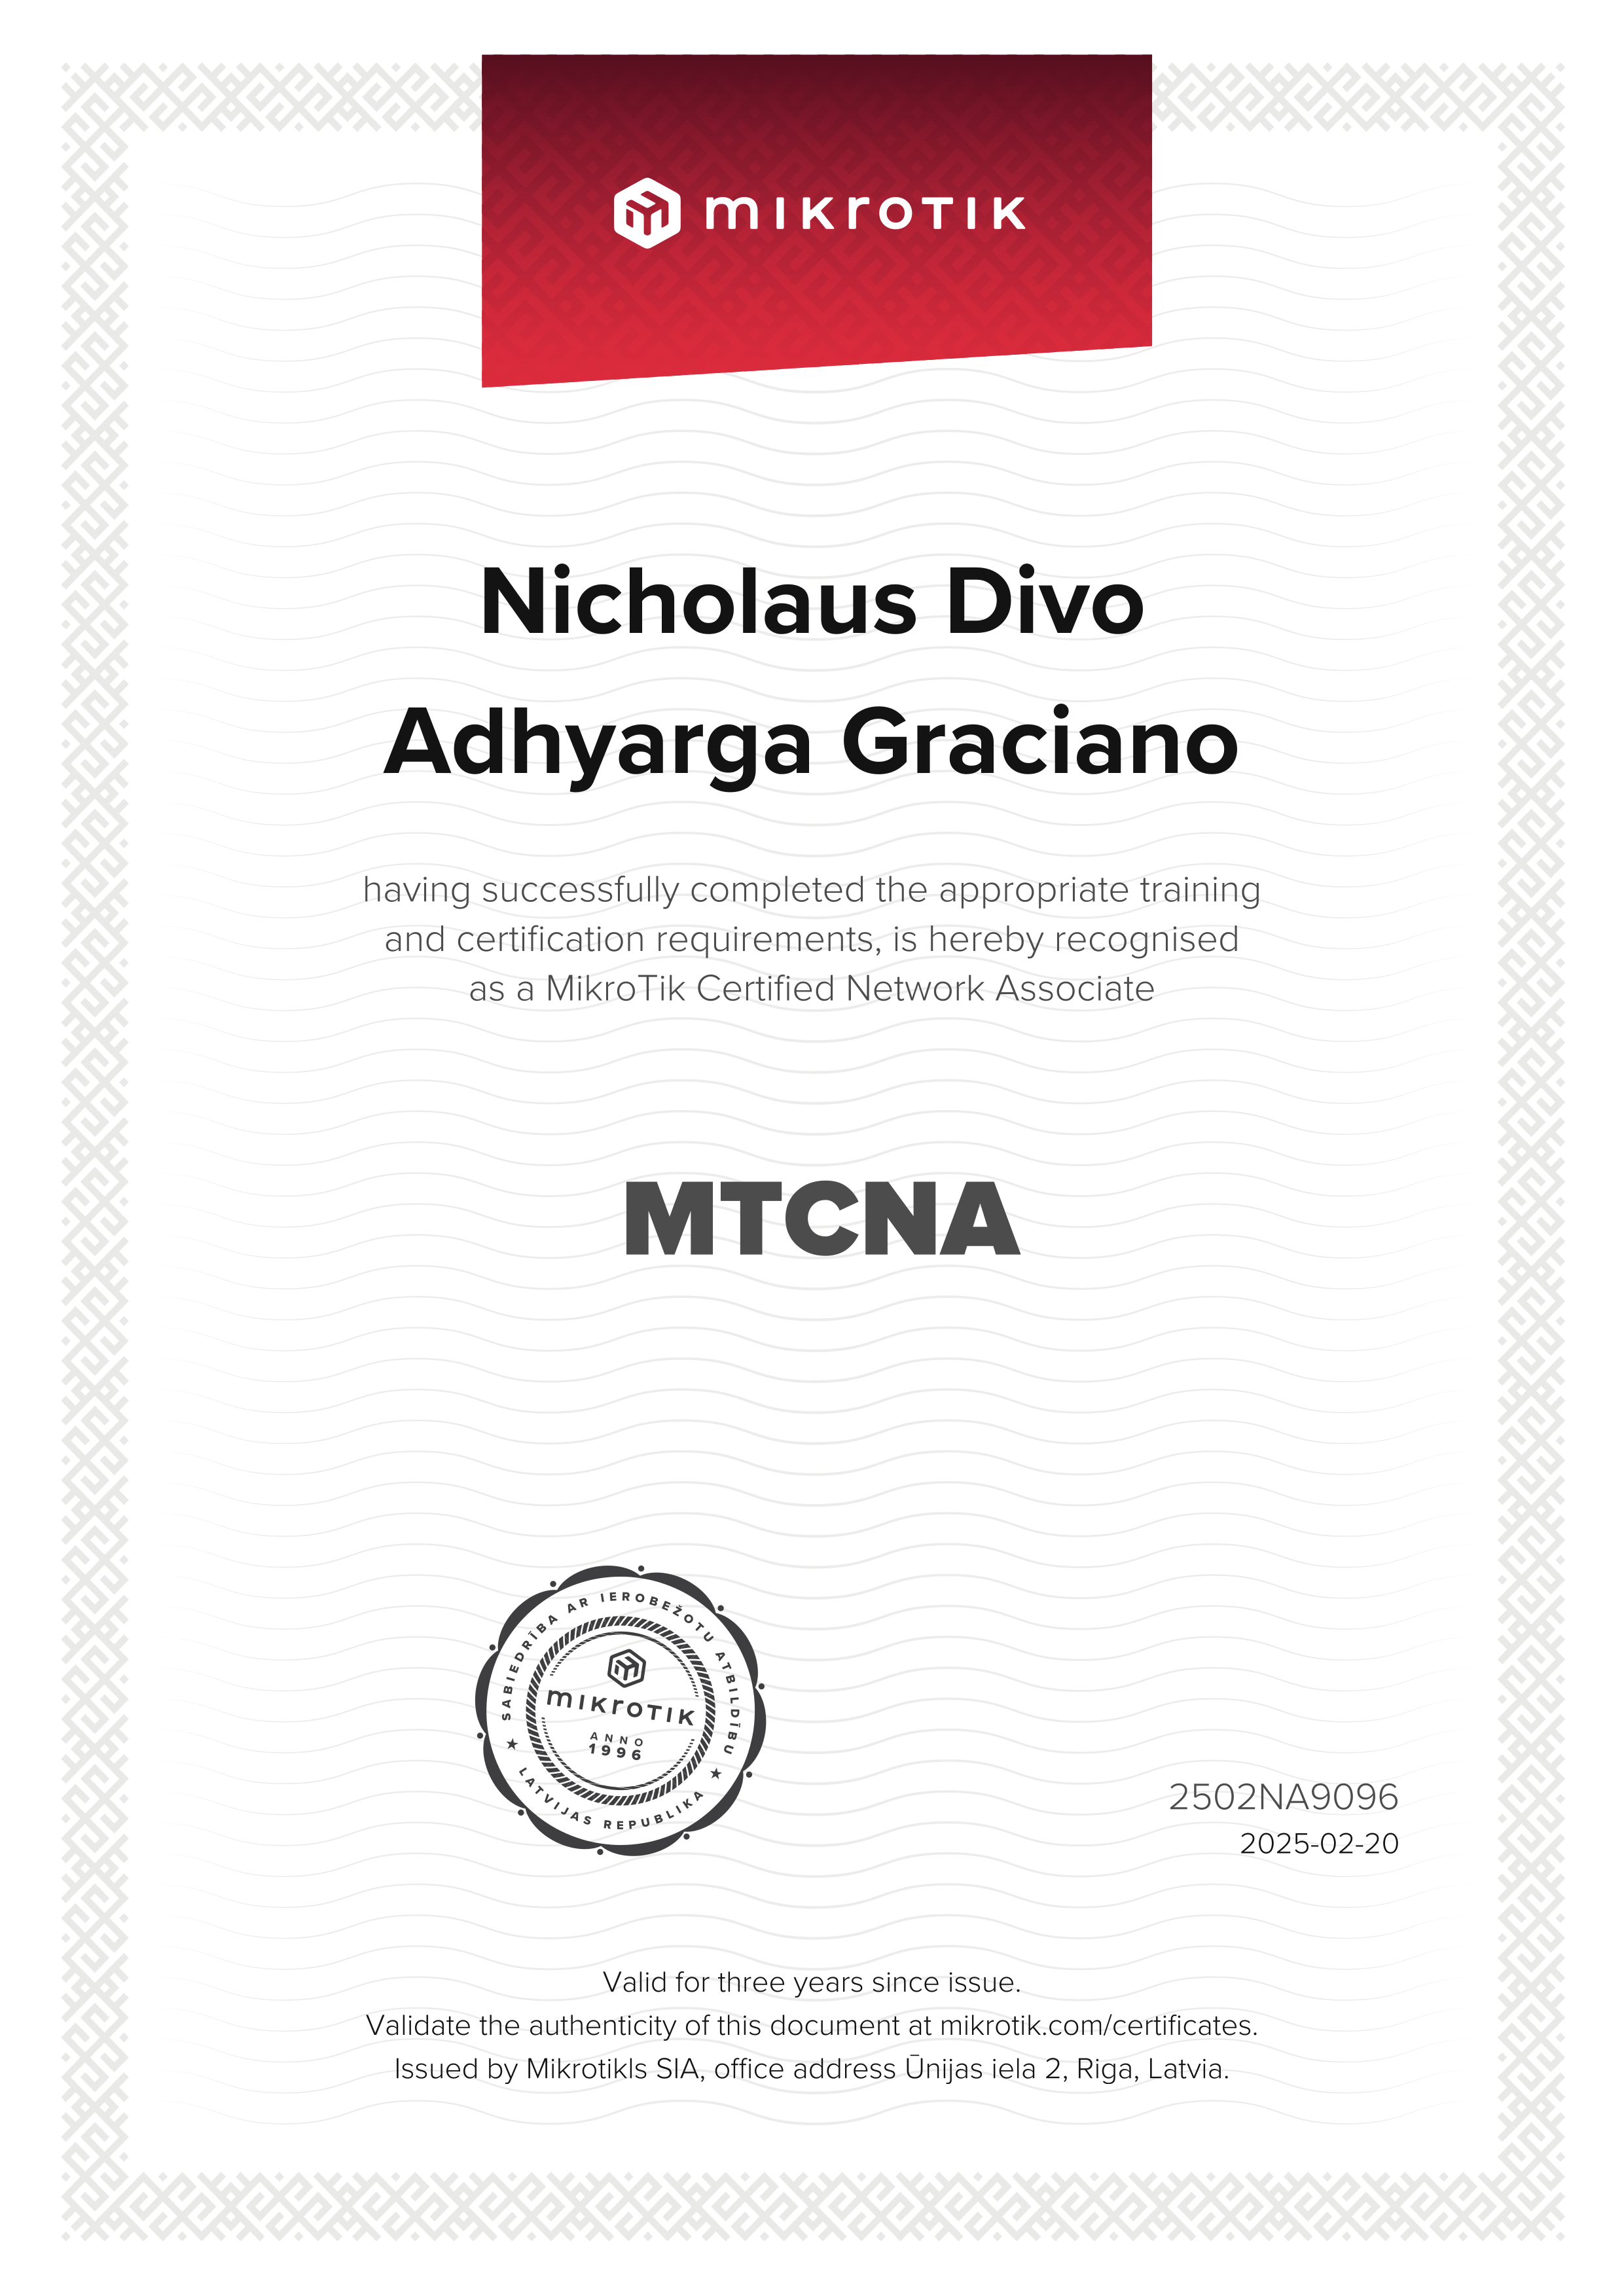 mikrotik
Nicholaus Divo
Adhyarga Graciano
having successfully completed the appropriate training
and certification requirements, is hereby recognised
as a MikroTik Certified Network Associate
MTCNA
SABIEDRĪBA AR IEROBEŽOTU ATBILDĪBU
mikrotik
ANNO
1996
★ LATVIJAS REPUBLIKA ★
2502NA9096
2025-02-20
Valid for three years since issue.
Validate the authenticity of this document at mikrotik.com/certificates.
Issued by Mikrotikls SIA, office address Ūnijas iela 2, Riga, Latvia.